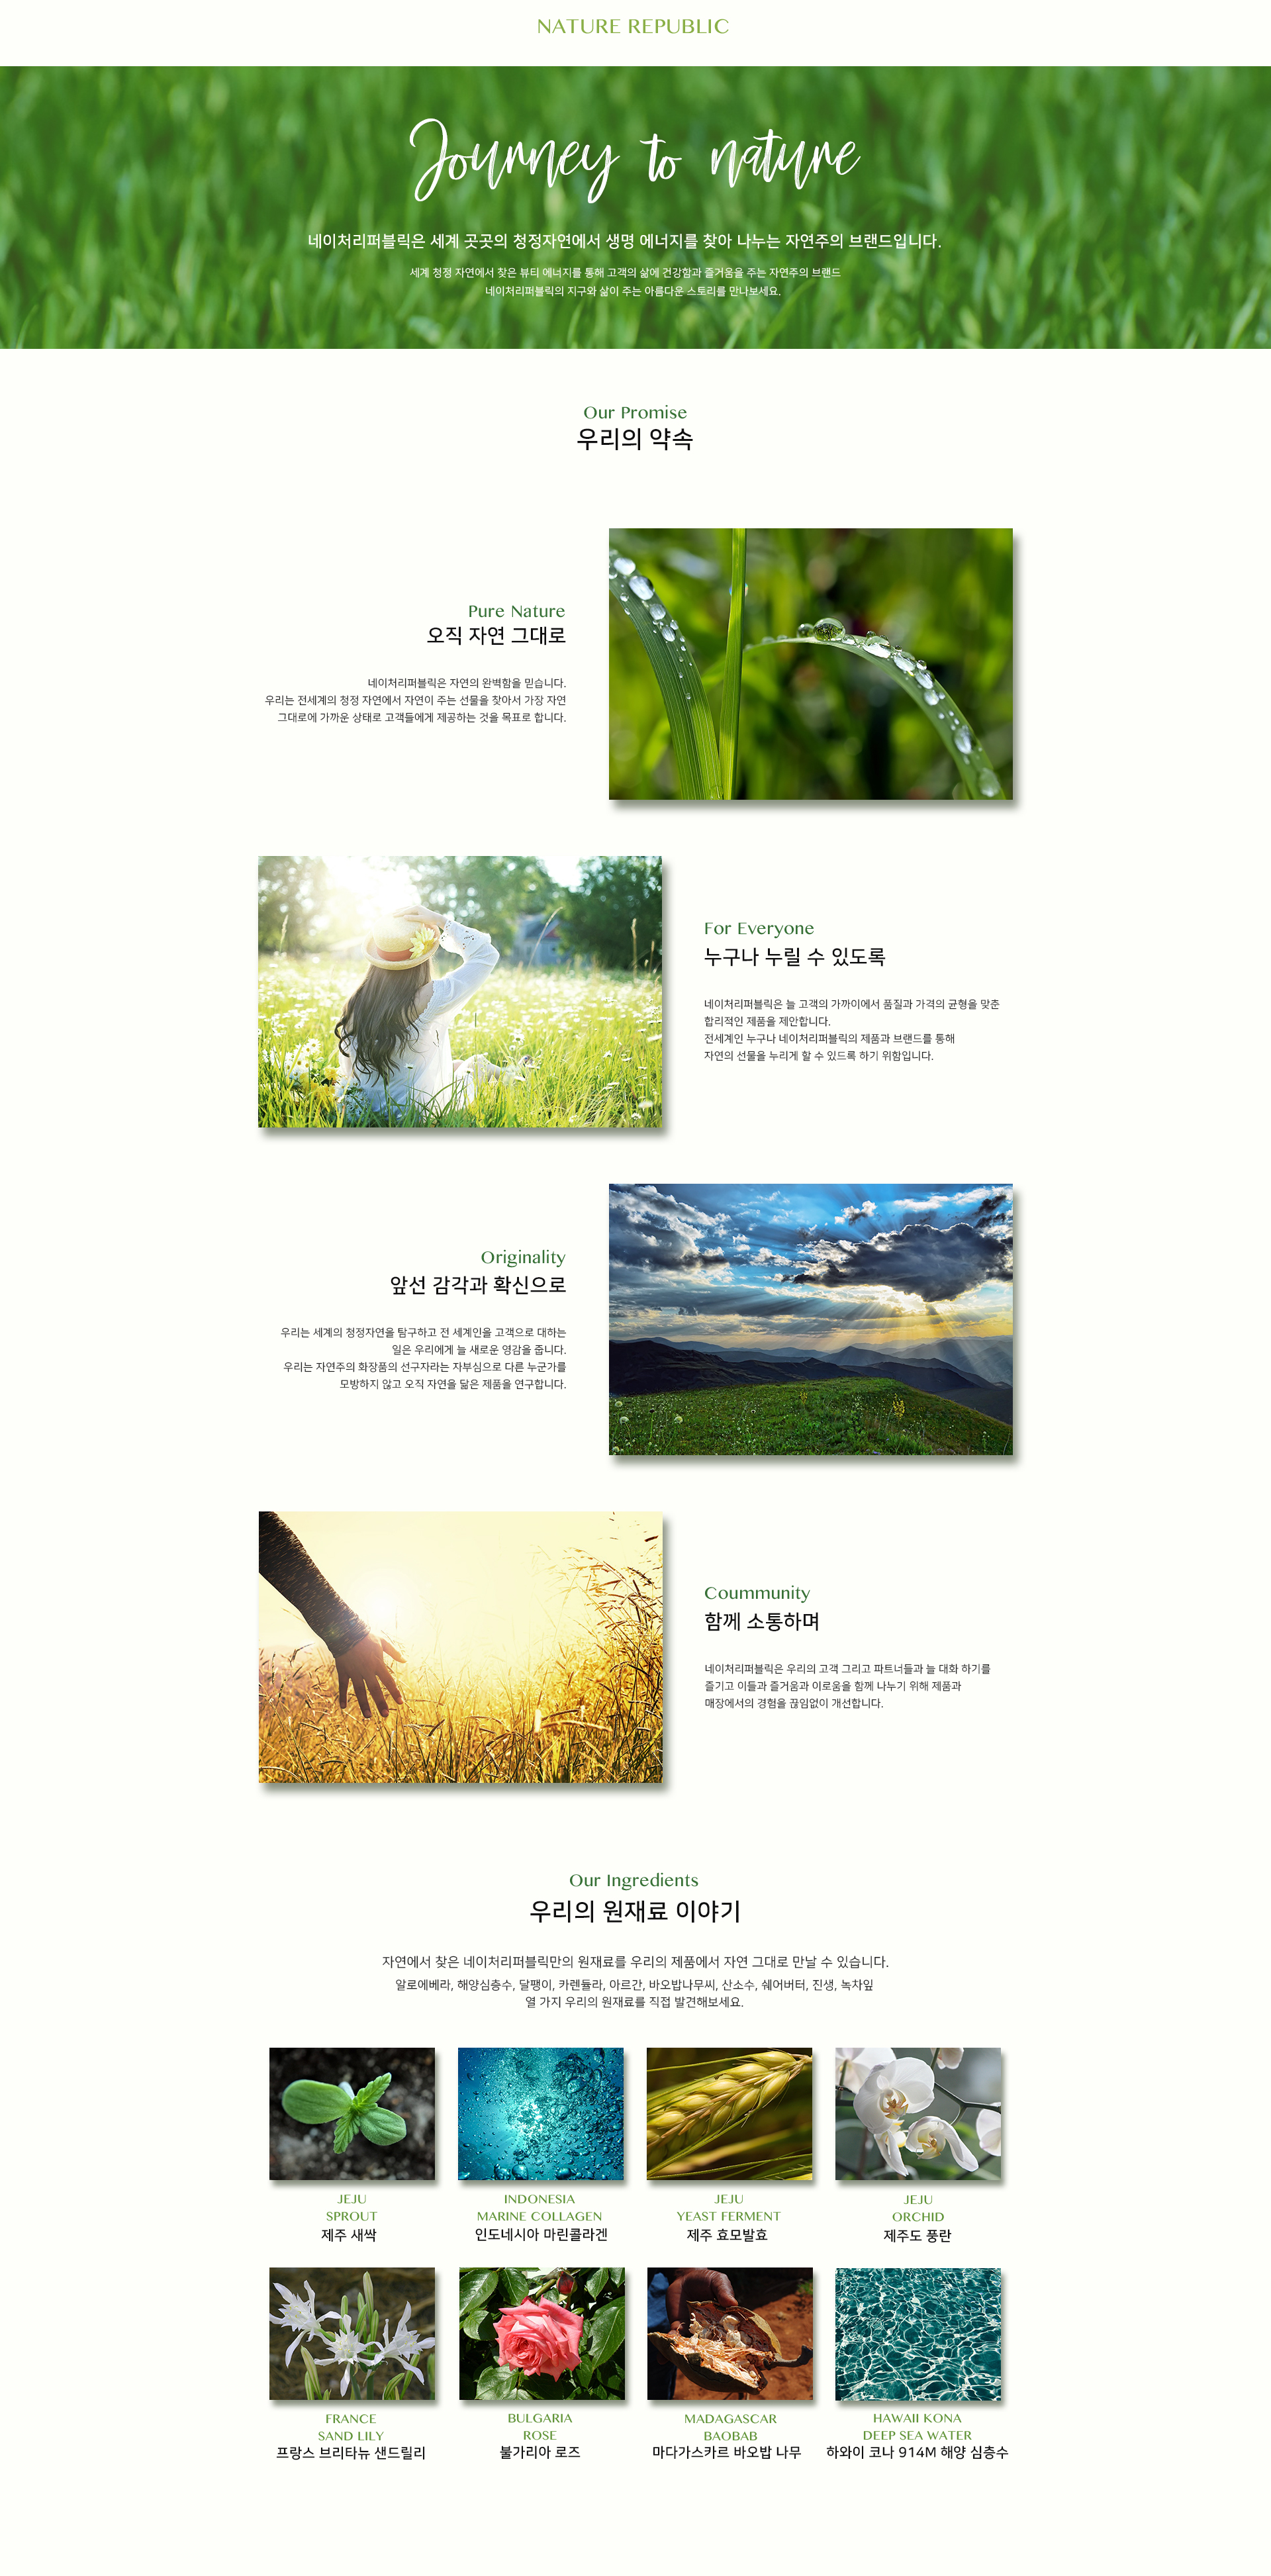 NATURE REPUBLIC
Journey to nature
네이처리퍼블릭은 세계 곳곳의 청정자연에서 생명 에너지를 찾아 나누는 자연주의 브랜드입니다.
세계 청정 자연에서 찾은 뷰티 에너지를 통해 고객의 삶에 건강함과 즐거움을 주는 자연주의 브랜드
네이처리퍼블릭의 지구와 삶이 주는 아름다운 스토리를 만나보세요.
Our Promise
우리의 약속
Pure Nature
오직 자연 그대로
네이처리퍼블릭은 자연의 완벽함을 믿습니다.
우리는 전세계의 청정 자연에서 자연이 주는 선물을 찾아서 가장 자연
그대로에 가까운 상태로 고객들에게 제공하는 것을 목표로 합니다.
For Everyone
누구나 누릴 수 있도록
네이처리퍼블릭은 늘 고객의 가까이에서 품질과 가격의 균형을 맞춘
합리적인 제품을 제안합니다.
전세계인 누구나 네이처리퍼블릭의 제품과 브랜드를 통해
자연의 선물을 누리게 할 수 있드록 하기 위함입니다.
Originality
앞선 감각과 확신으로
우리는 세계의 청정자연을 탐구하고 전 세계인을 고객으로 대하는
일은 우리에게 늘 새로운 영감을 줍니다.
우리는 자연주의 화장품의 선구자라는 자부심으로 다른 누군가를
모방하지 않고 오직 자연을 닮은 제품을 연구합니다.
Coummunity
함께 소통하며
네이처리퍼블릭은 우리의 고객 그리고 파트너들과 늘 대화 하기를
즐기고 이들과 즐거움과 이로움을 함께 나누기 위해 제품과
매장에서의 경험을 끊임없이 개선합니다.
Our Ingredients
우리의 원재료 이야기
자연에서 찾은 네이처리퍼블릭만의 원재료를 우리의 제품에서 자연 그대로 만날 수 있습니다.
알로에베라, 해양심층수, 달팽이, 카렌듈라, 아르간, 바오밥나무씨, 산소수, 쉐어버터, 진생, 녹차잎
열 가지 우리의 원재료를 직접 발견해보세요.
JEJU
SPROUT
제주 새싹
INDONESIA
MARINE COLLAGEN
인도네시아 마린콜라겐
JEJU
YEAST FERMENT
제주 효모발효
JEJU
ORCHID
제주도 풍란
FRANCE
SAND LILY
프랑스 브리타뉴 샌드릴리
BULGARIA
ROSE
불가리아 로즈
MADAGASCAR
BAOBAB
마다가스카르 바오밥 나무
HAWAII KONA
DEEP SEA WATER
하와이 코나 914M 해양 심층수